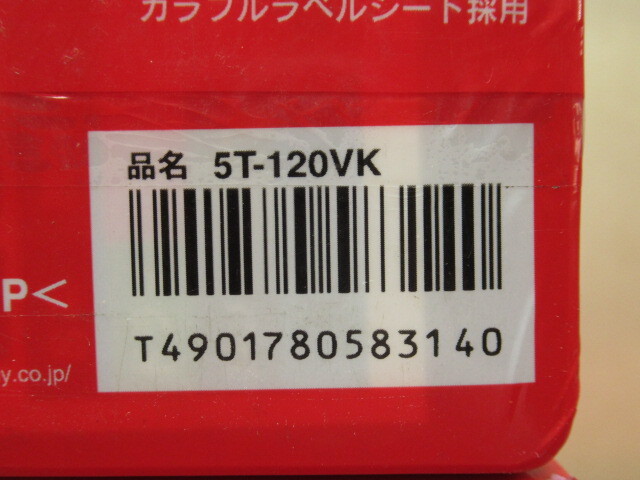 カラフルラベルシート採用
品名 5T-120VK
P<
T4901780583140
y.co.jp/